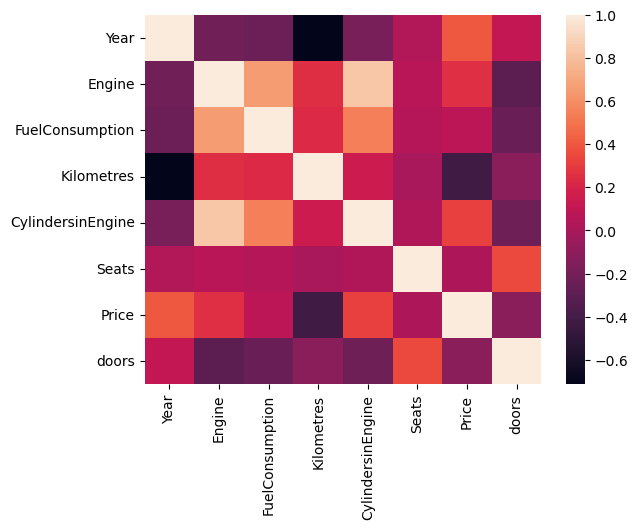 Year
Engine
FuelConsumption
Kilometres
CylindersinEngine
Seats
Price
doors
Year
Engine
FuelConsumption
Kilometres
CylindersinEngine
Seats
Price
doors
1.0
0.8
0.6
0.4
0.2
0.0
−0.2
−0.4
−0.6